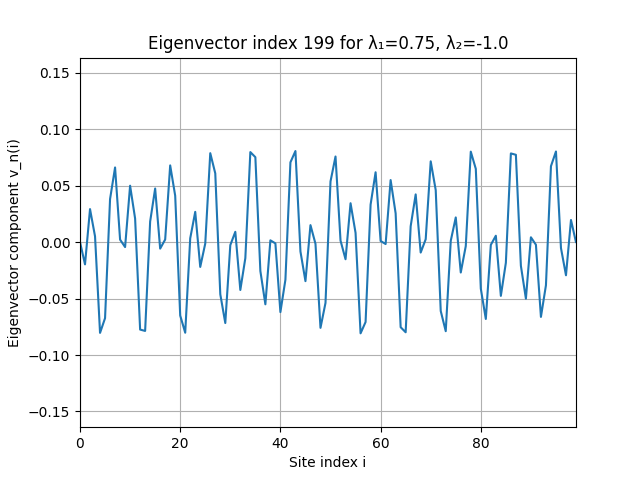 Eigenvector index 199 for λ₁=0.75, λ₂=-1.0
Eigenvector component v_n(i)
0.15
0.10
0.05
0.00
−0.05
−0.10
−0.15
0 20 40 60 80
Site index i